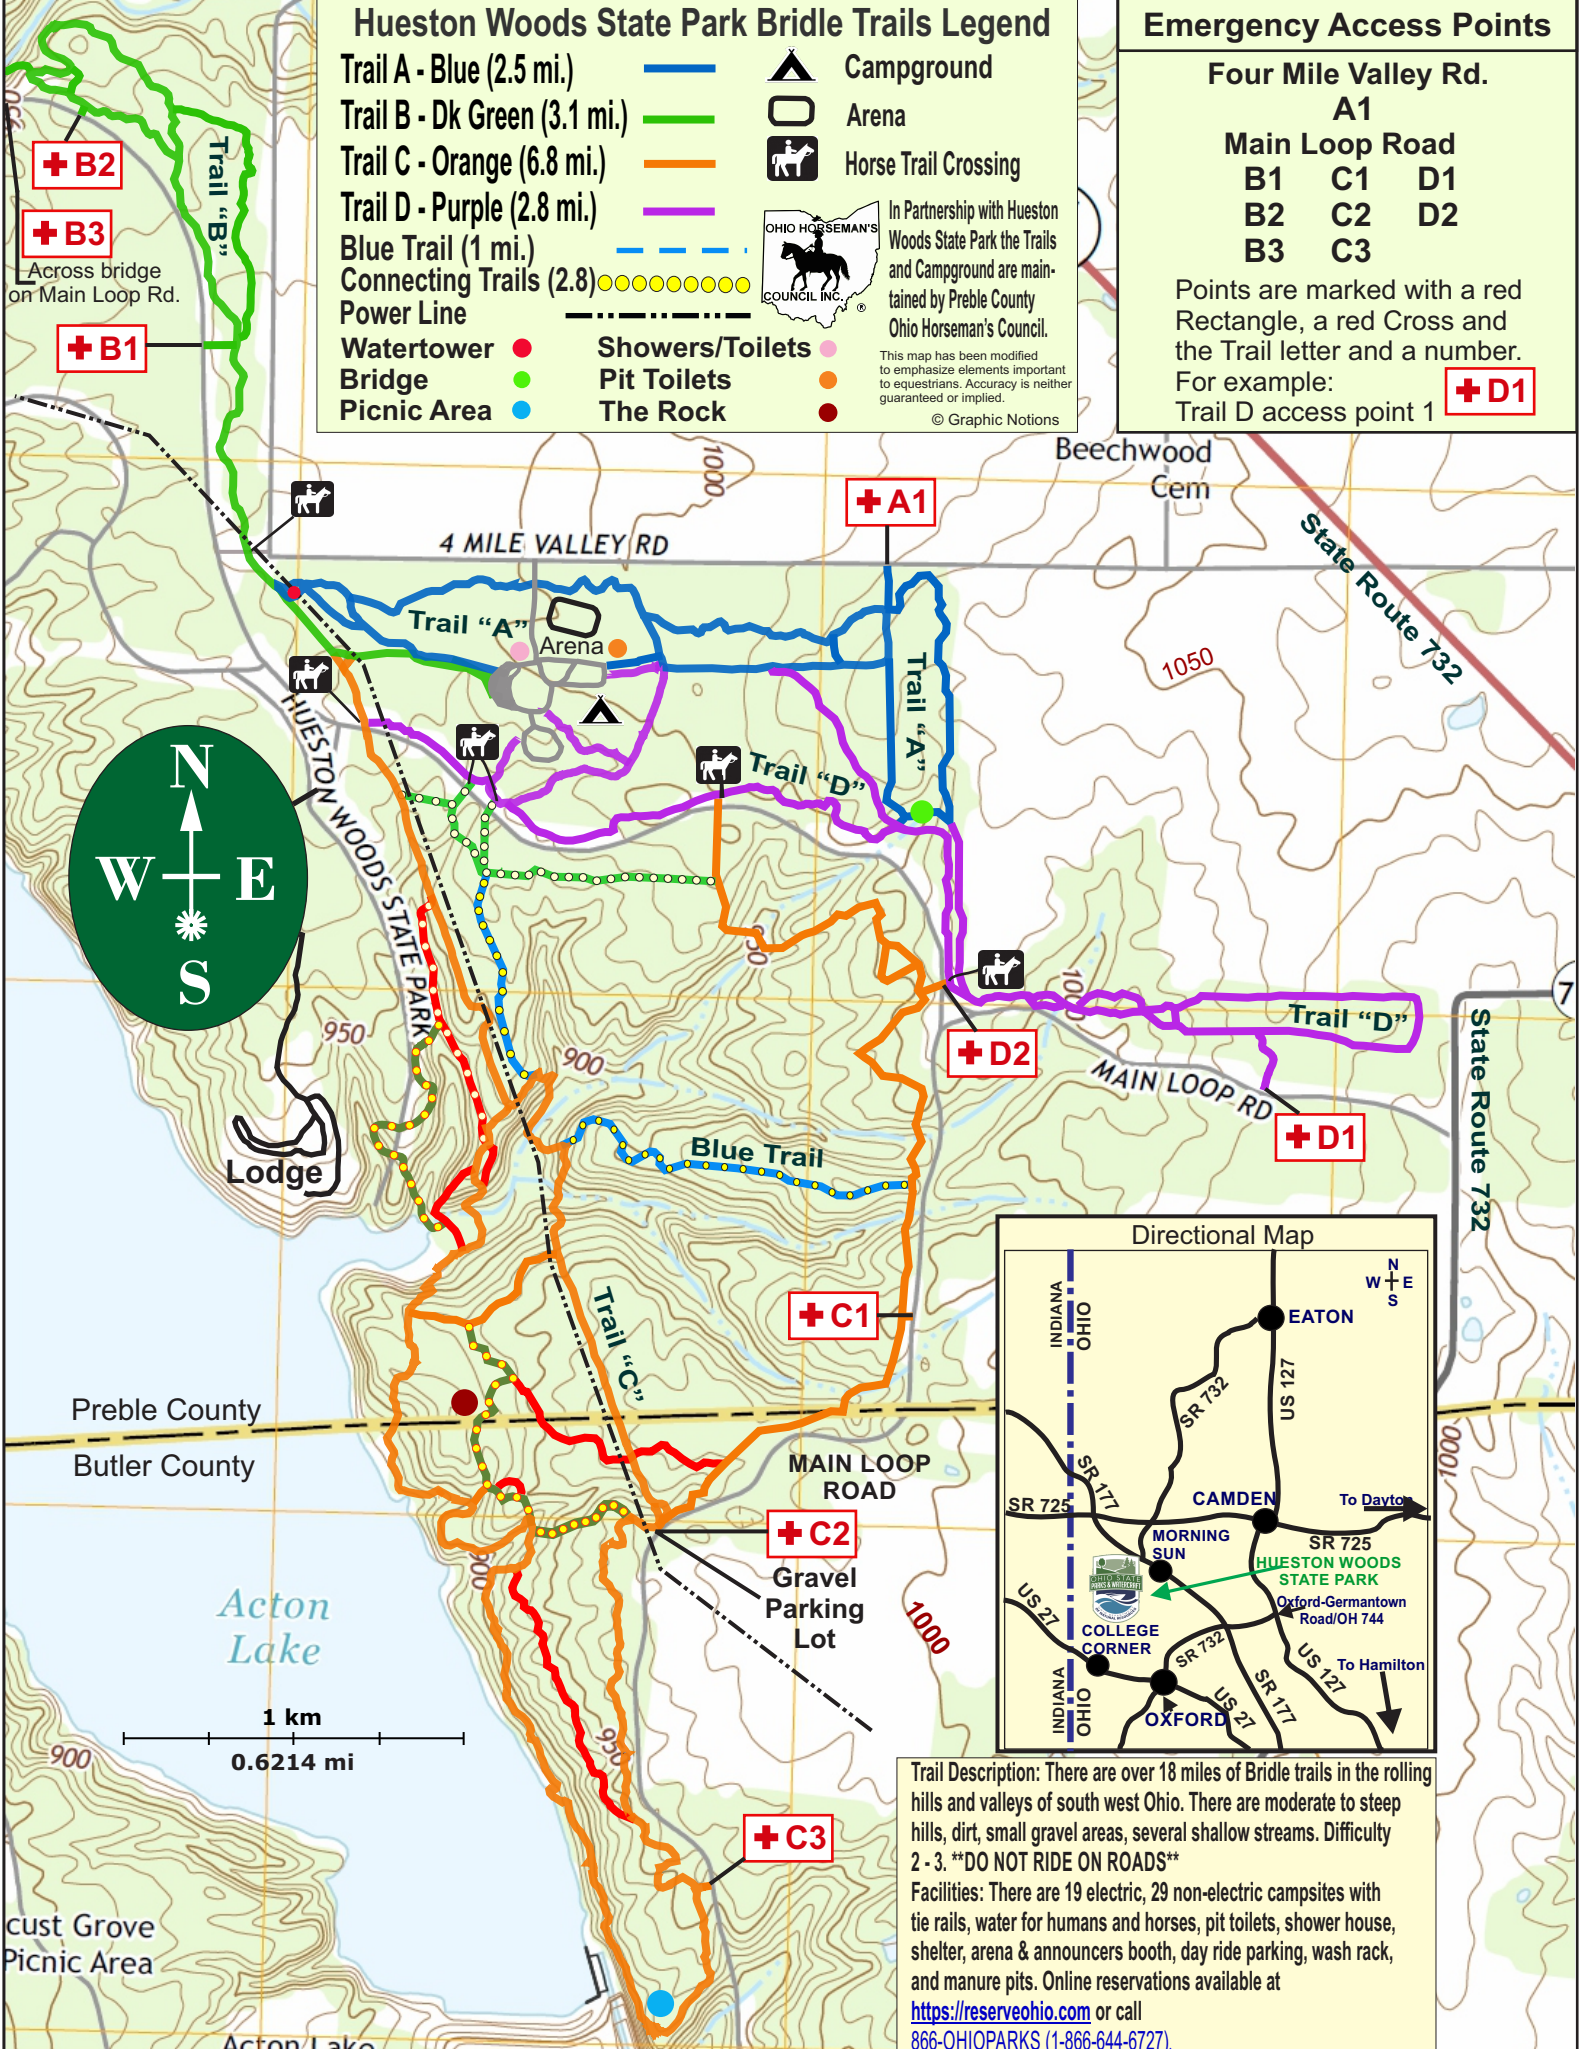 Hueston Woods State Park Bridle Trails Legend
Trail A - Blue (2.5 mi.)
Trail B - Dk Green (3.1 mi.)
Trail C - Orange (6.8 mi.)
Trail D - Purple (2.8 mi.)
Blue Trail (1 mi.)
Connecting Trails (2.8)
Power Line
Watertower
Bridge
Picnic Area
Showers/Toilets
Pit Toilets
The Rock
Campground
Arena
Horse Trail Crossing
OHIO HORSEMAN'S
COUNCIL INC.
®
In Partnership with Hueston
Woods State Park the Trails
and Campground are main-
tained by Preble County
Ohio Horseman's Council.
This map has been modified
to emphasize elements important
to equestrians. Accuracy is neither
guaranteed or implied.
© Graphic Notions
Emergency Access Points
Four Mile Valley Rd.
A1
Main Loop Road
B1 C1 D1
B2 C2 D2
B3 C3
Points are marked with a red
Rectangle, a red Cross and
the Trail letter and a number.
For example:
Trail D access point 1
D1
950
B2
B3
Across bridge
on Main Loop Rd.
B1
Trail "B"
1000
Beechwood
Cem
A1
4 MILE VALLEY RD
State Route 732
Trail "A"
Arena
Trail "A"
1050
HUESTON WOODS STATE PARK
Trail "D"
N
W E
S
950
950
1000
Trail "D"
7
State Route 732
D2
900
MAIN LOOP RD
D1
Blue Trail
Lodge
C1
Trail "C"
Preble County
Butler County
MAIN LOOP
ROAD
1000
C2
Gravel
Parking
Lot
900
Acton
Lake
1000
1 km
0.6214 mi
900
950
C3
cust Grove
Picnic Area
Acton Lake
Directional Map
N
W E
S
INDIANA
OHIO
EATON
SR 732
US 127
SR 177
SR 725
CAMDEN
To Dayton
MORNING
SUN
SR 725
HUESTON WOODS
STATE PARK
OHIO STATE
PARKS & WATERCRAFT
Oxford-Germantown
Road/OH 744
US 27
COLLEGE
CORNER
SR 732
US 127
To Hamilton
INDIANA
OHIO
OXFORD
US 27
SR 177
Trail Description: There are over 18 miles of Bridle trails in the rolling
hills and valleys of south west Ohio. There are moderate to steep
hills, dirt, small gravel areas, several shallow streams. Difficulty
2 - 3. **DO NOT RIDE ON ROADS**
Facilities: There are 19 electric, 29 non-electric campsites with
tie rails, water for humans and horses, pit toilets, shower house,
shelter, arena & announcers booth, day ride parking, wash rack,
and manure pits. Online reservations available at
https://reserveohio.com or call
866-OHIOPARKS (1-866-644-6727).